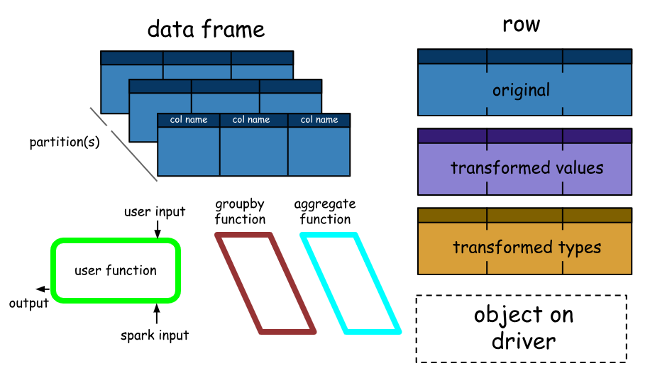 data frame
col name col name col name
partition(s)
user input
user function
output
spark input
groupby
function
aggregate
function
row
original
transformed values
transformed types
object on
driver